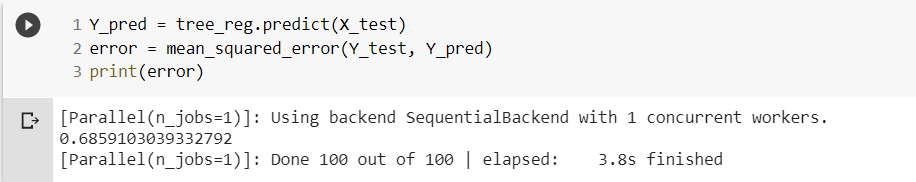 1 Y_pred = tree_reg.predict(X_test)
2 error = mean_squared_error(Y_test, Y_pred)
3 print(error)
[Parallel(n_jobs=1)]: Using backend SequentialBackend with 1 concurrent workers.
0.6859103039332792
[Parallel(n_jobs=1)]: Done 100 out of 100 | elapsed:    3.8s finished